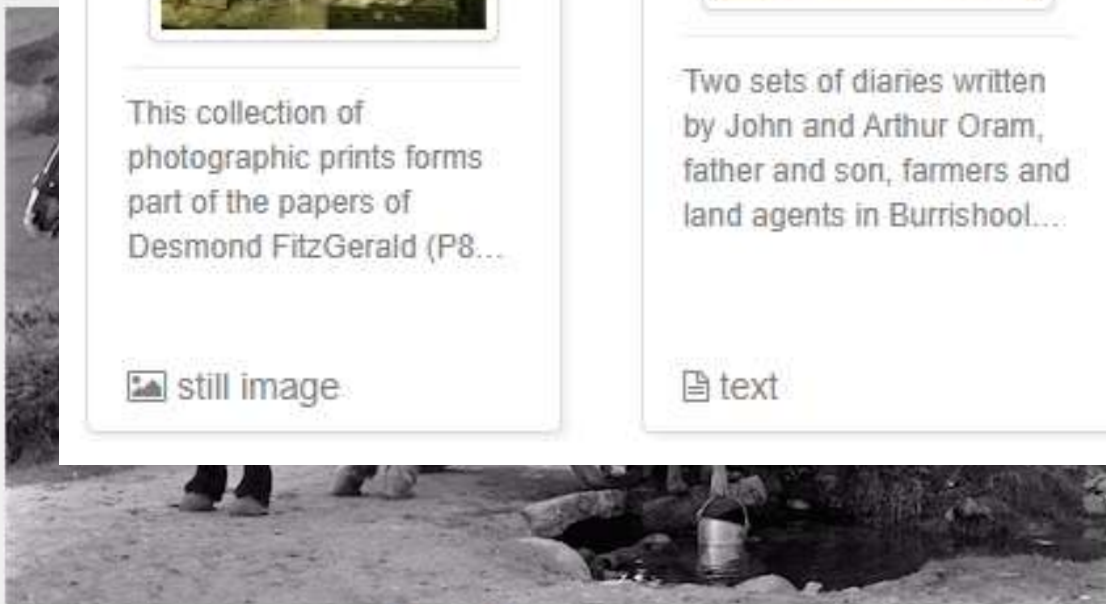 This collection of
photographic prints forms
part of the papers of
Desmond FitzGerald (P8...
still image
Two sets of diaries written
by John and Arthur Oram,
father and son, farmers and
land agents in Burrishool...
text